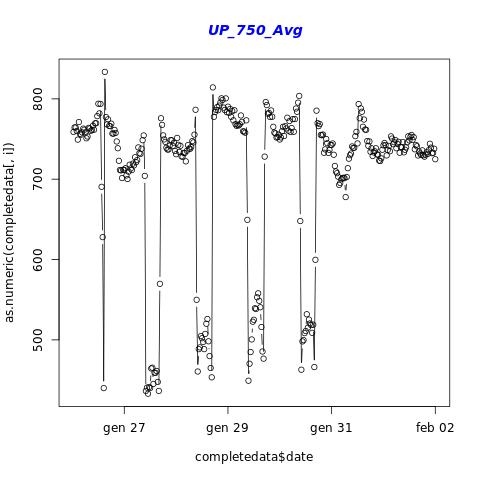 UP_750_Avg
800
700
600
500
as.numeric(completedata[, i])
gen 27
gen 29
gen 31
feb 02
completedata$date